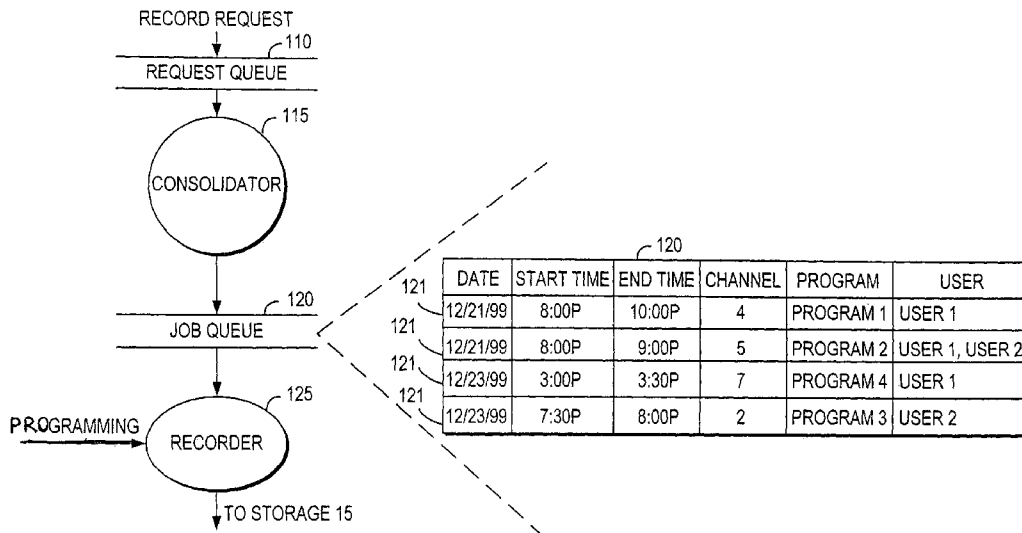 RECORD REQUEST
110
REQUEST QUEUE
115
CONSOLIDATOR
120
JOB QUEUE
125
PROGRAMMING
RECORDER
TO STORAGE 15
120
DATE START TIME END TIME CHANNEL PROGRAM USER
121 12/21/99 8:00P 10:00P 4 PROGRAM 1 USER 1
121 12/21/99 8:00P 9:00P 5 PROGRAM 2 USER 1, USER 2
121 12/23/99 3:00P 3:30P 7 PROGRAM 4 USER 1
121 12/23/99 7:30P 8:00P 2 PROGRAM 3 USER 2